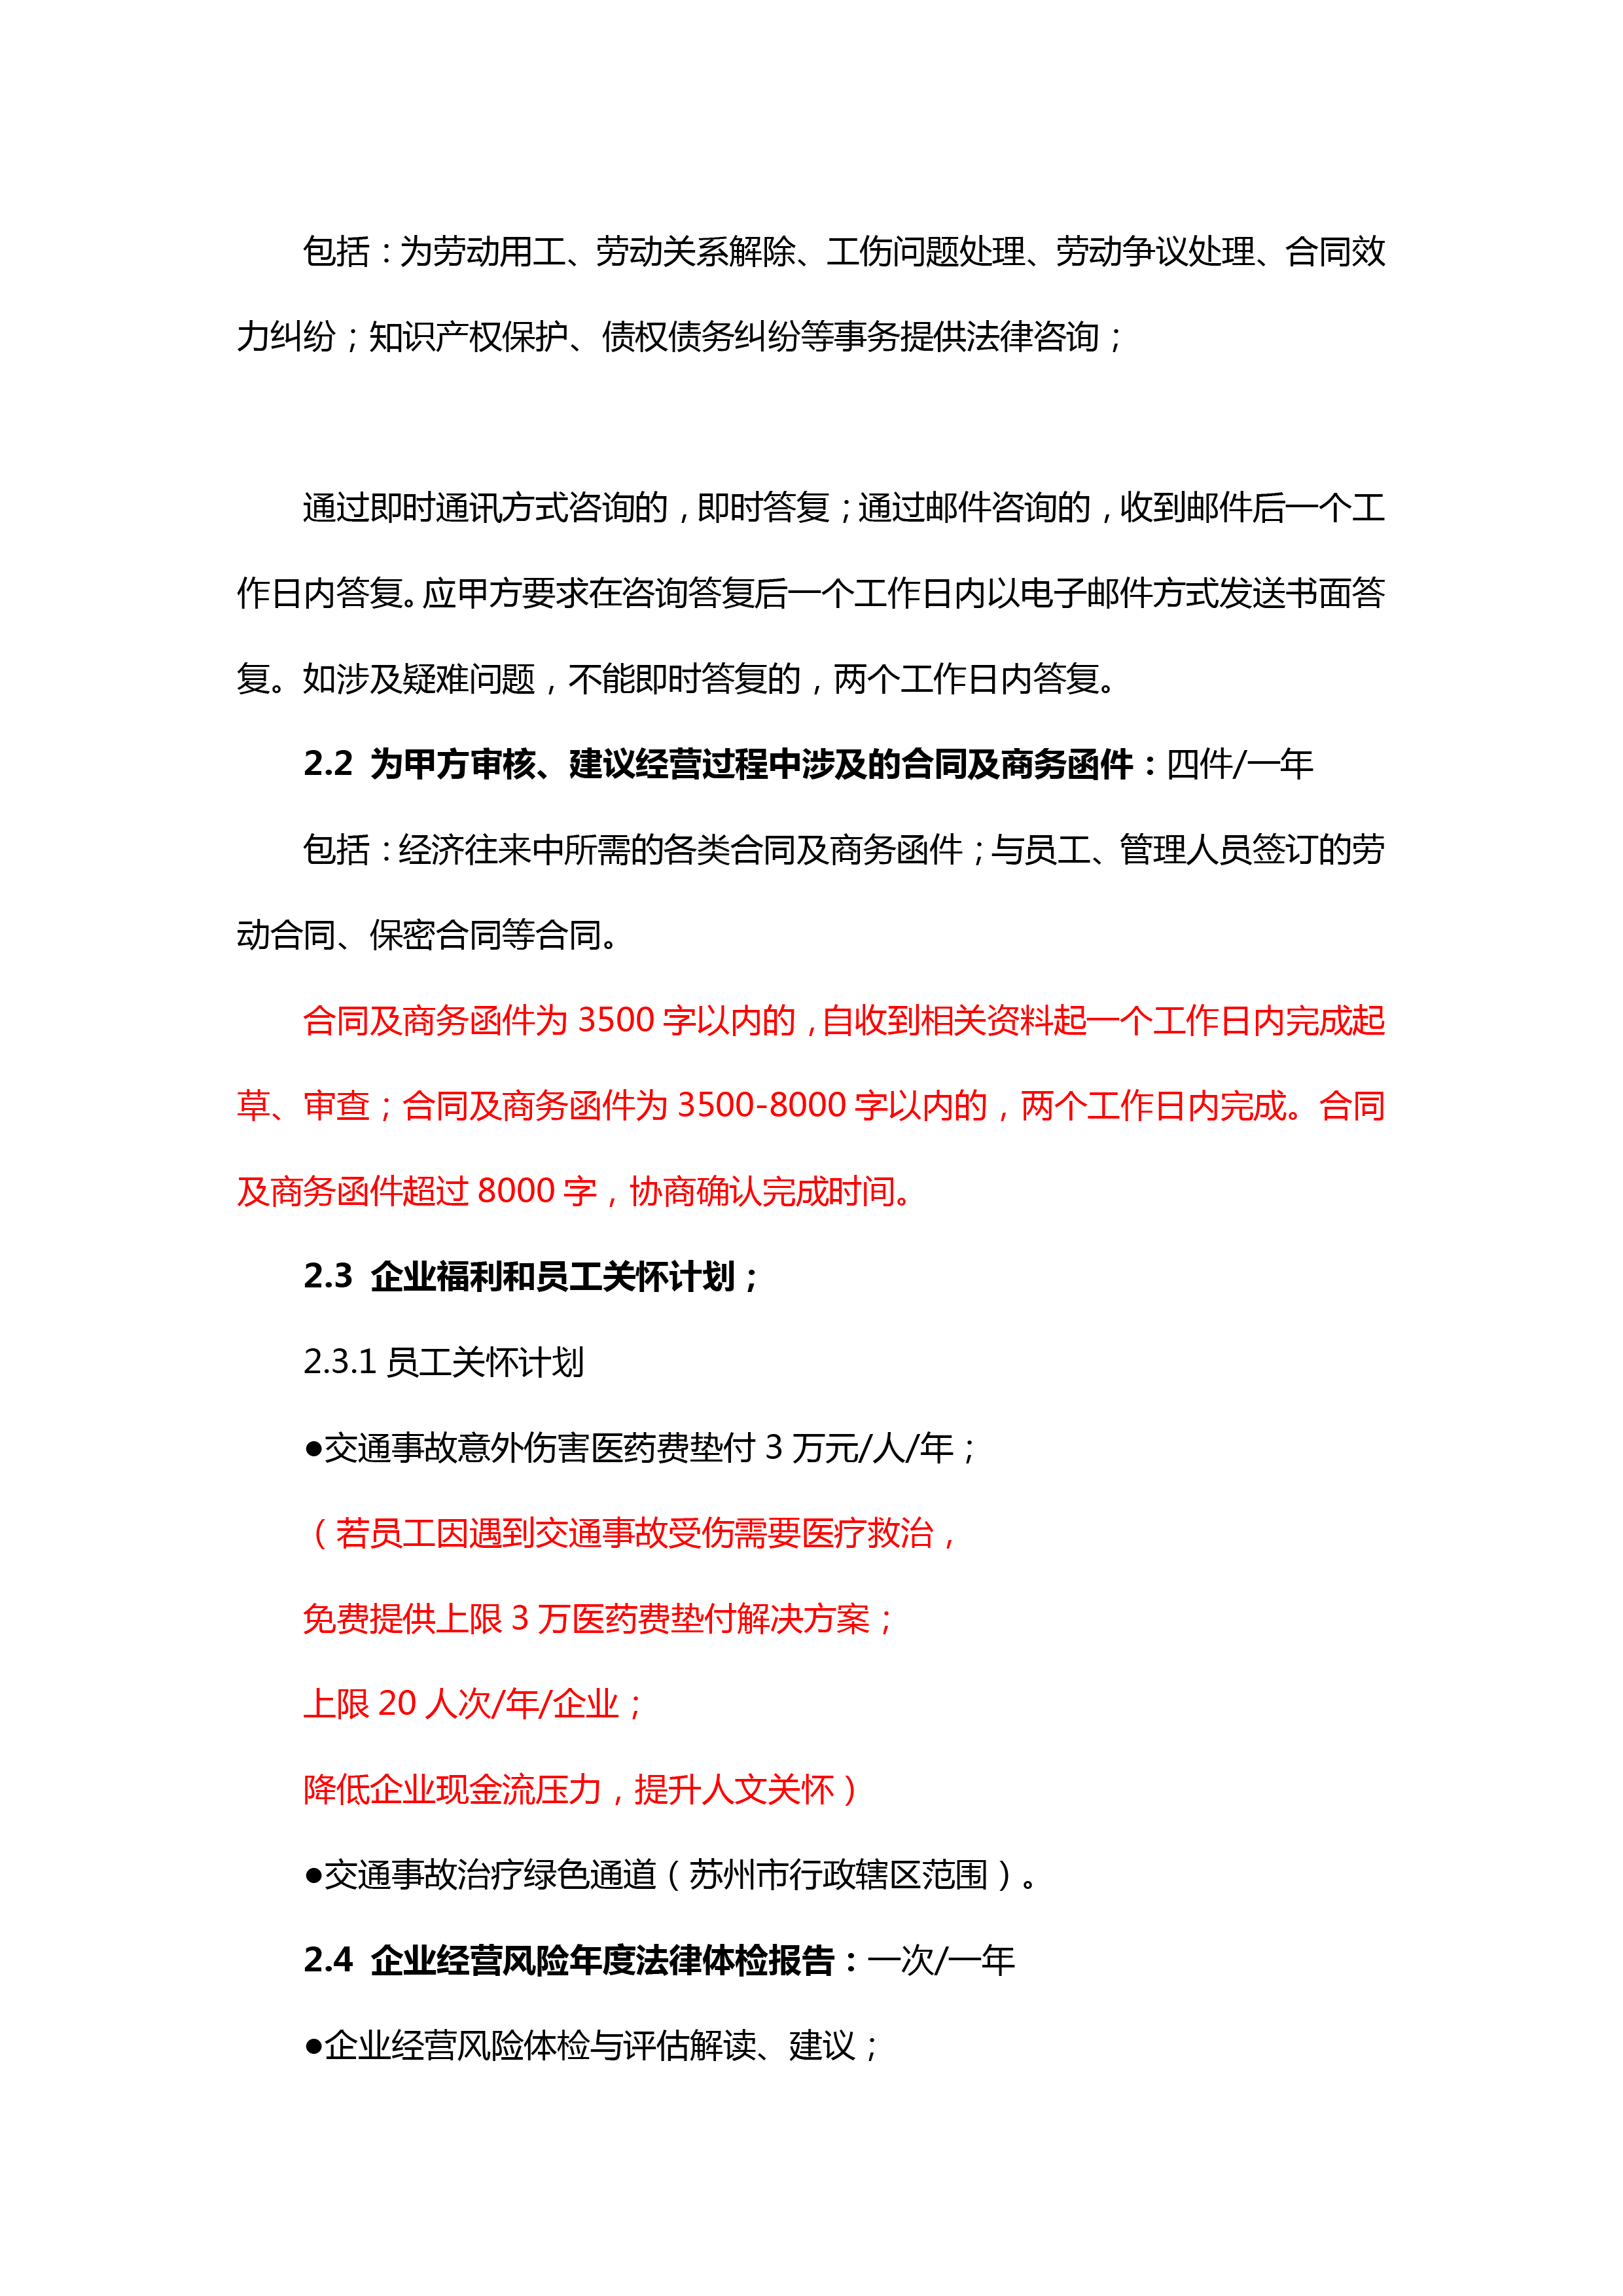 包括：为劳动用工、劳动关系解除、工伤问题处理、劳动争议处理、合同效
力纠纷；知识产权保护、债权债务纠纷等事务提供法律咨询；
通过即时通讯方式咨询的，即时答复；通过邮件咨询的，收到邮件后一个工
作日内答复。应甲方要求在咨询答复后一个工作日内以电子邮件方式发送书面答
复。如涉及疑难问题，不能即时答复的，两个工作日内答复。
2.2 为甲方审核、建议经营过程中涉及的合同及商务函件：四件/一年
包括：经济往来中所需的各类合同及商务函件；与员工、管理人员签订的劳
动合同、保密合同等合同。
合同及商务函件为 3500 字以内的，自收到相关资料起一个工作日内完成起
草、审查；合同及商务函件为 3500-8000 字以内的，两个工作日内完成。合同
及商务函件超过 8000 字，协商确认完成时间。
2.3 企业福利和员工关怀计划；
2.3.1 员工关怀计划
●交通事故意外伤害医药费垫付 3 万元/人/年；
（若员工因遇到交通事故受伤需要医疗救治，
免费提供上限 3 万医药费垫付解决方案；
上限 20 人次/年/企业；
降低企业现金流压力，提升人文关怀）
●交通事故治疗绿色通道（苏州市行政辖区范围）。
2.4 企业经营风险年度法律体检报告：一次/一年
●企业经营风险体检与评估解读、建议；